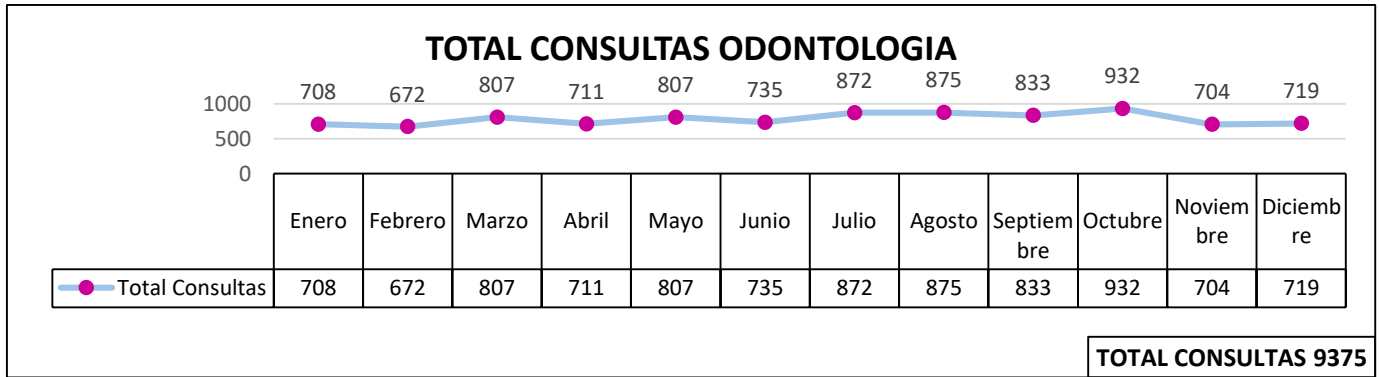 TOTAL CONSULTAS ODONTOLOGIA
708 672 807 711 807 735 872 875 833 932 704 719
1000
500
0
Enero Febrero Marzo Abril Mayo Junio Julio Agosto Septiem Octubre Noviem Diciemb
bre bre re
Total Consultas 708 672 807 711 807 735 872 875 833 932 704 719
TOTAL CONSULTAS 9375